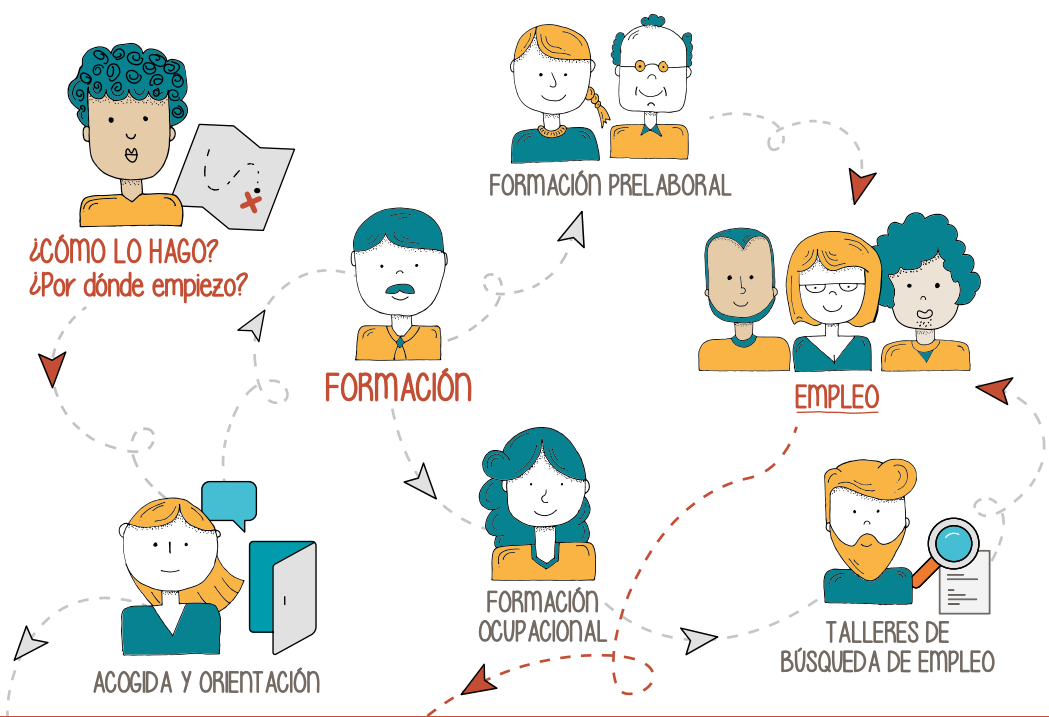 ¿CÓMO LO HAGO?
¿Por dónde empiezo?
FORMACIÓN PRELABORAL
FORMACIÓN
EMPLEO
FORMACIÓN
OCUPACIONAL
TALLERES DE
BÚSQUEDA DE EMPLEO
ACOGIDA Y ORIENTACIÓN